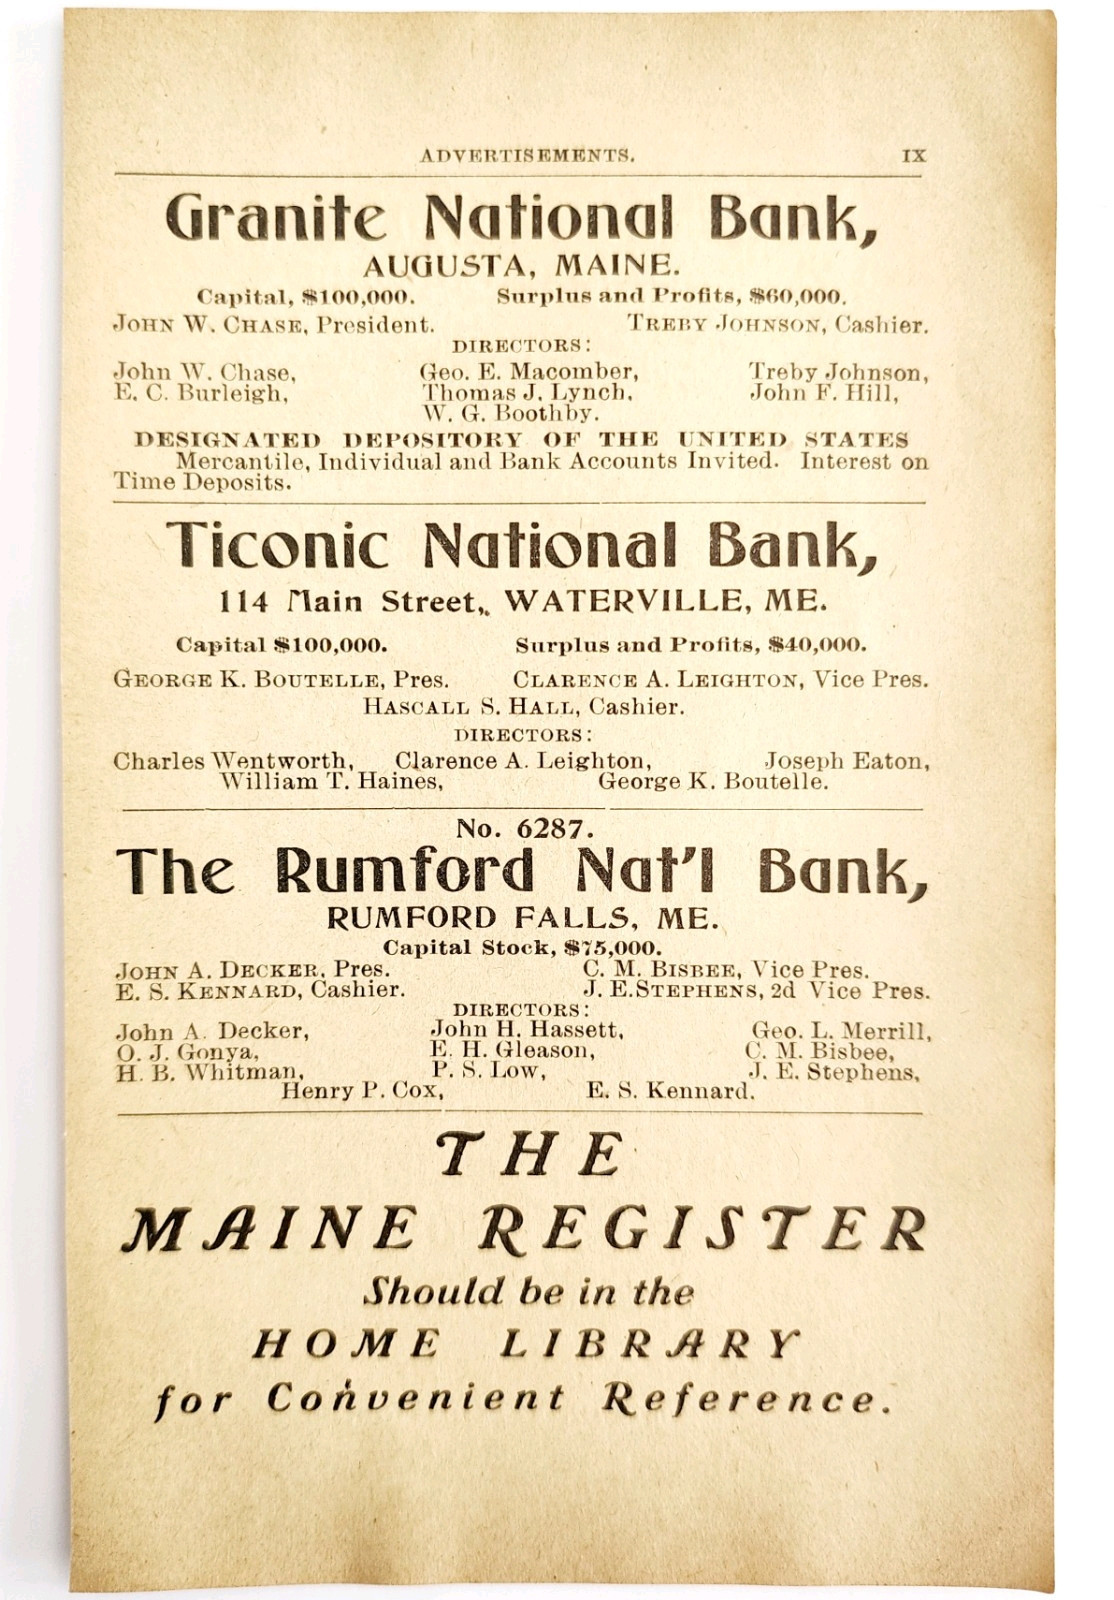 ADVERTISEMENTS. IX
Granite National Bank,
AUGUSTA, MAINE.
Capital, $100,000. Surplus and Profits, $60,000.
JOHN W. CHASE, President. TREBY JOHNSON, Cashier.
DIRECTORS:
John W. Chase, Geo. E. Macomber, Treby Johnson,
E. C. Burleigh, Thomas J. Lynch, John F. Hill,
W. G. Boothby.
DESIGNATED DEPOSITORY OF THE UNITED STATES
Mercantile, Individual and Bank Accounts Invited. Interest on
Time Deposits.
Ticonic National Bank,
114 Main Street, WATERVILLE, ME.
Capital $100,000. Surplus and Profits, $40,000.
GEORGE K. BOUTELLE, Pres. CLARENCE A. LEIGHTON, Vice Pres.
HASCALL S. HALL, Cashier.
DIRECTORS:
Charles Wentworth, Clarence A. Leighton, Joseph Eaton,
William T. Haines, George K. Boutelle.
No. 6287.
The Rumford Nat'l Bank,
RUMFORD FALLS, ME.
Capital Stock, $75,000.
JOHN A. DECKER, Pres. C. M. BISBEE, Vice Pres.
E. S. KENNARD, Cashier. J. E. STEPHENS, 2d Vice Pres.
DIRECTORS:
John A. Decker, John H. Hassett, Geo. L. Merrill,
O. J. Gonya, E. H. Gleason, C. M. Bisbee,
H. B. Whitman, P. S. Low, J. E. Stephens,
Henry P. Cox, E. S. Kennard.
THE
MAINE REGISTER
Should be in the
HOME LIBRARY
for Convenient Reference.